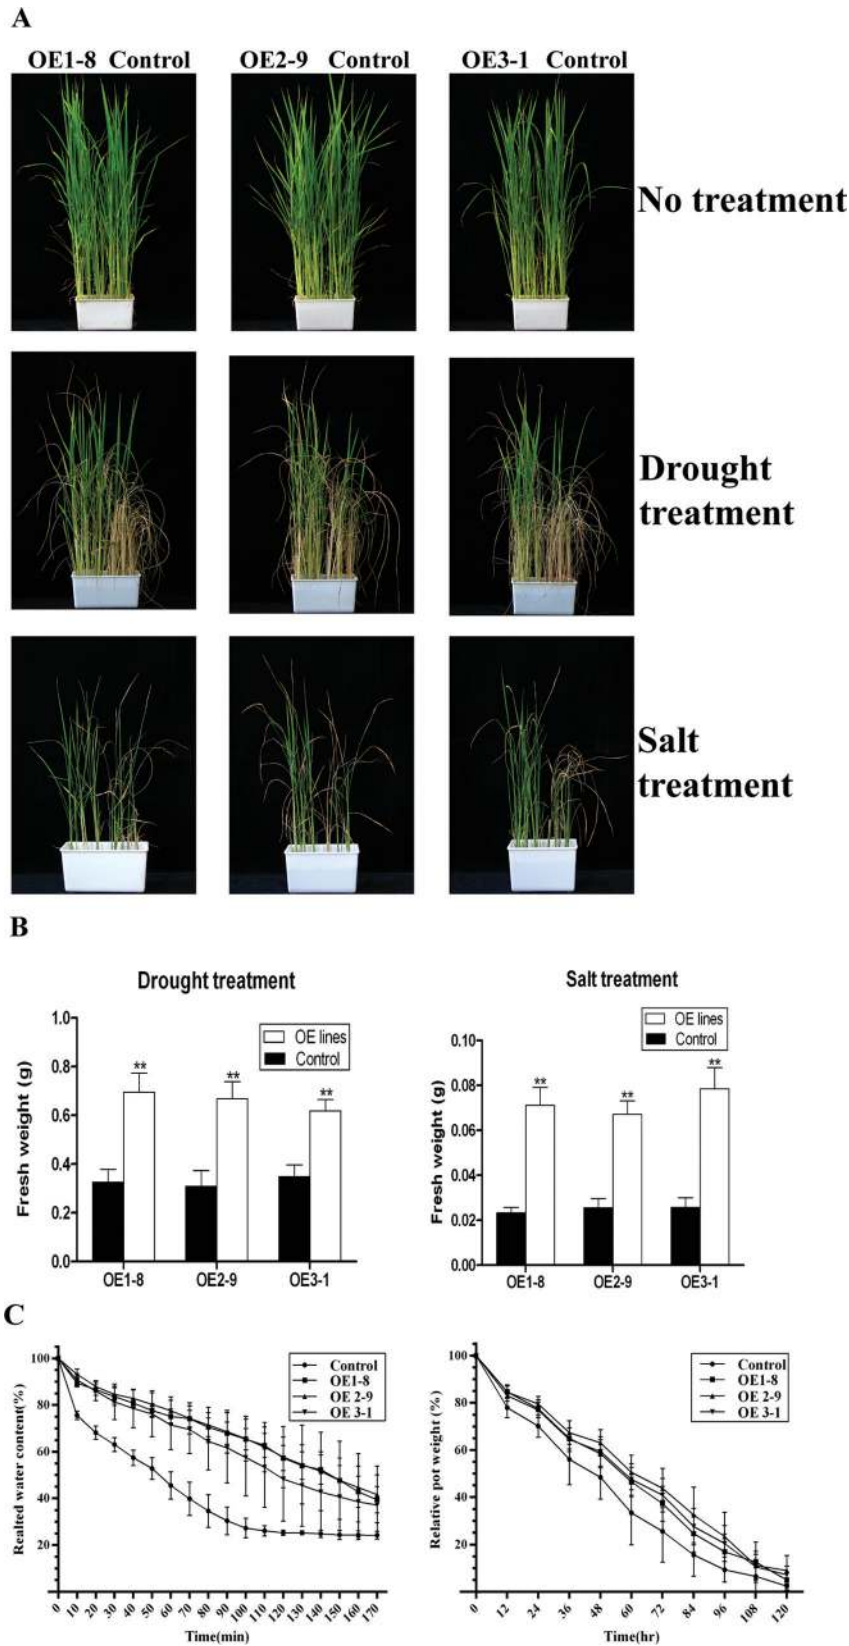 A
OE1-8 Control
OE2-9 Control
OE3-1 Control
No treatment
Drought
treatment
Salt
treatment
B
Drought treatment
Fresh weight (g)
1.0
0.8
0.6
0.4
0.2
0.0
OE lines
Control
**
**
**
OE1-8
OE2-9
OE3-1
Salt treatment
Fresh weight (g)
0.10
0.08
0.06
0.04
0.02
0.00
OE lines
Control
**
**
**
OE1-8
OE2-9
OE3-1
C
Realted water content(%)
100
80
60
40
20
Control
OE1-8
OE 2-9
OE 3-1
0 10 20 30 40 50 60 70 80 90 100 110 120 130 140 150 160 170
Time(min)
Relative pot weight (%)
100
80
60
40
20
Control
OE1-8
OE 2-9
OE 3-1
0 12 24 36 48 60 72 84 96 108 120
Time(hr)